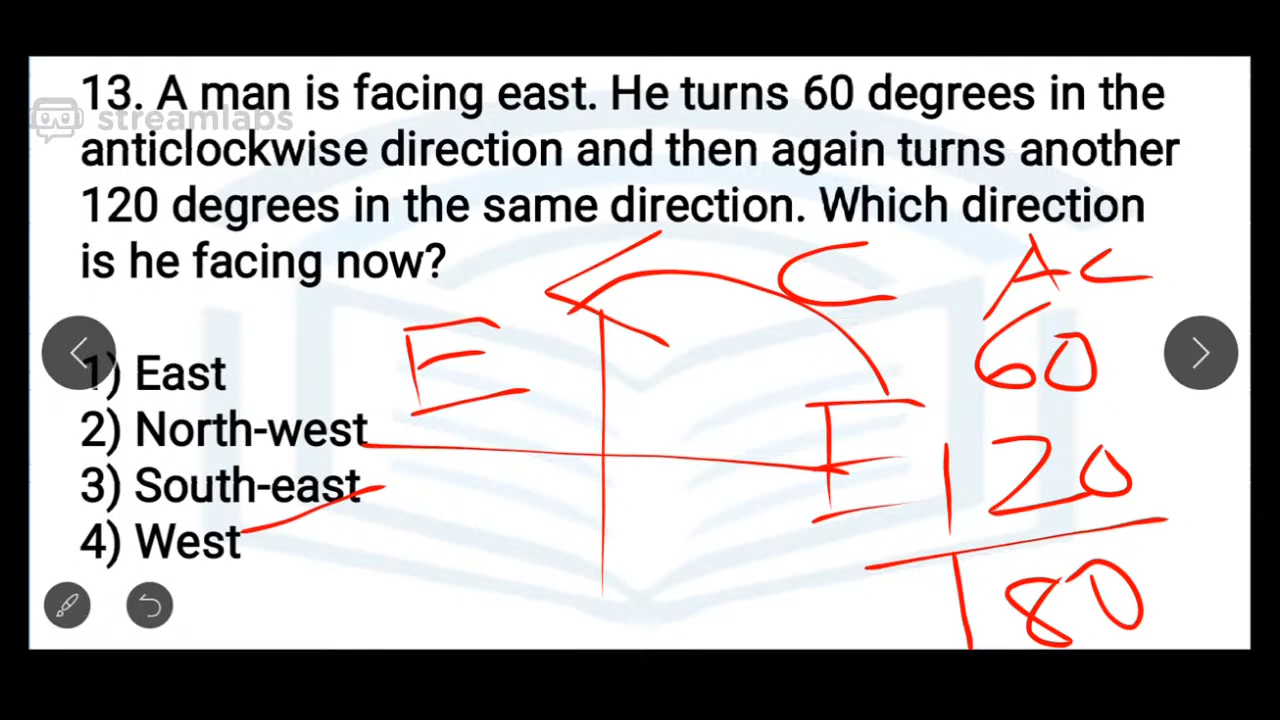 13. A man is facing east. He turns 60 degrees in the
streamlabs
anticlockwise direction and then again turns another
120 degrees in the same direction. Which direction
is he facing now?
C
A C
E
60
1) East
E
2) North-west
120
3) South-east
4) West
180